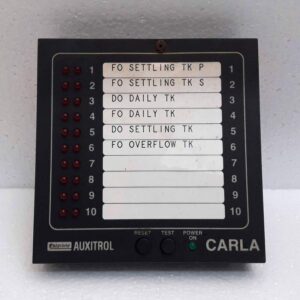 1 FO SETTLING TK P 1
2 FO SETTLING TK S 2
3 DO DAILY TK 3
4 FO DAILY TK 4
5 DO SETTLING TK 5
6 FO OVERFLOW TK 6
7 7
8 8
9 9
10 10
RESET TEST POWER ON
AUXITROL CARLA